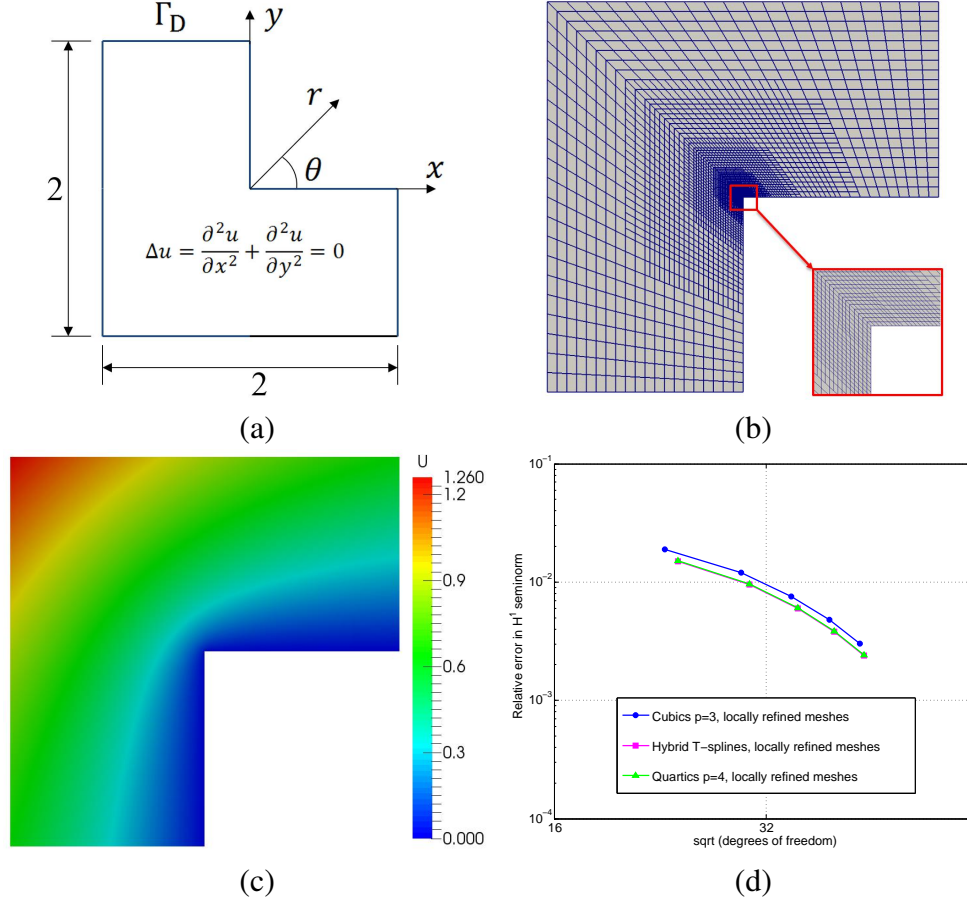 Γ_D
y
r
θ
x
2
Δu = ∂²u/∂x² + ∂²u/∂y² = 0
2
(a)
(b)
U
1.260
1.2
0.9
0.6
0.3
0.000
(c)
10^-1
10^-2
10^-3
10^-4
Relative error in H^1 seminorm
Cubics p=3, locally refined meshes
Hybrid T-splines, locally refined meshes
Quartics p=4, locally refined meshes
16
32
sqrt (degrees of freedom)
(d)